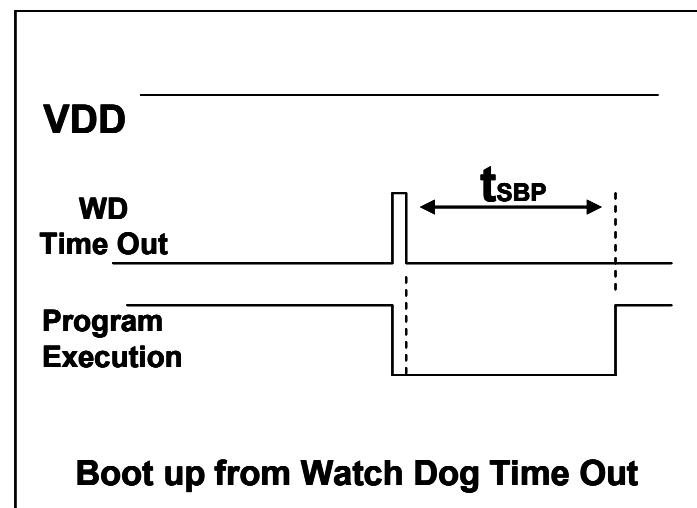 VDD
tSBP
WD
Time Out
Program
Execution
Boot up from Watch Dog Time Out